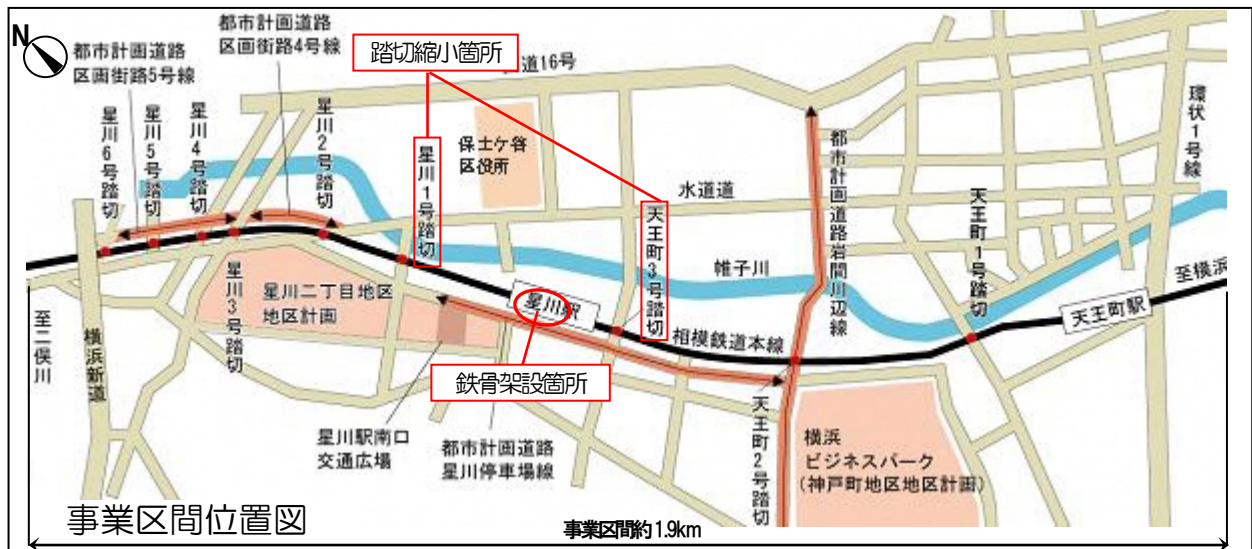 N
都市計画道路
区画街路5号線
都市計画道路
区画街路4号線
踏切縮小箇所
道16号
環状1号線
星川6号踏切
星川5号踏切
星川4号踏切
星川2号踏切
星川1号踏切
保土ケ谷
区役所
水道道
都市計画道路岩間川辺線
天王町3号踏切
天王町1号踏切
帷子川
至横浜
天王町駅
星川駅
相模鉄道本線
星川3号踏切
星川二丁目地区
地区計画
至二俣川
横浜新道
鉄骨架設箇所
星川駅南口
交通広場
都市計画道路
星川停車場線
天王町2号踏切
横浜
ビジネスパーク
(神戸町地区地区計画)
事業区間位置図
事業区間約1.9km